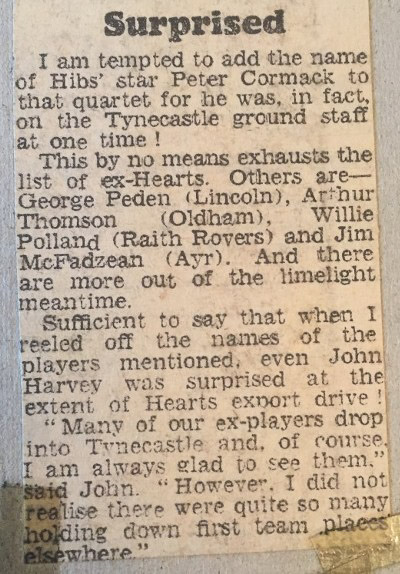 Surprised
I am tempted to add the name
of Hibs' star Peter Cormack to
that quartet for he was, in fact,
on the Tynecastle ground staff
at one time !
This by no means exhausts the
list of ex-Hearts. Others are—
George Peden (Lincoln), Arthur
Thomson (Oldham), Willie
Polland (Raith Rovers) and Jim
McFadzean (Ayr). And there
are more out of the limelight
meantime.
Sufficient to say that when I
reeled off the names of the
players mentioned, even John
Harvey was surprised at the
extent of Hearts export drive !
“ Many of our ex-players drop
into Tynecastle and, of course,
I am always glad to see them,”
said John. “ However, I did not
realise there were quite so many
holding down first team places
elsewhere.”